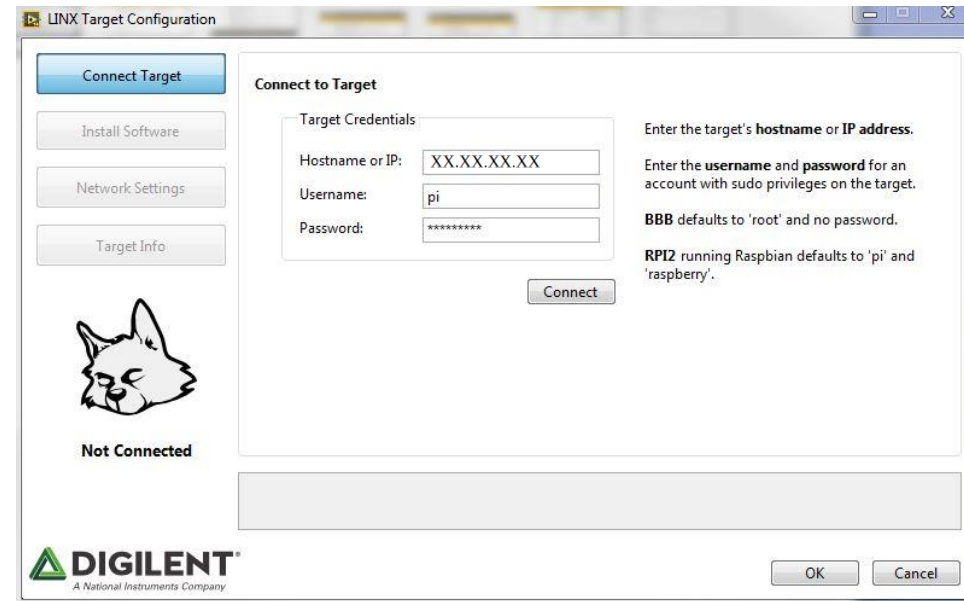 LINX Target Configuration
Connect Target
Install Software
Network Settings
Target Info
Not Connected
Connect to Target
Target Credentials
Hostname or IP: XX.XX.XX.XX
Username: pi
Password: *********
Connect
Enter the target's hostname or IP address.
Enter the username and password for an
account with sudo privileges on the target.
BBB defaults to 'root' and no password.
RPI2 running Raspbian defaults to 'pi' and
'raspberry'.
DIGILENT®
A National Instruments Company
OK
Cancel